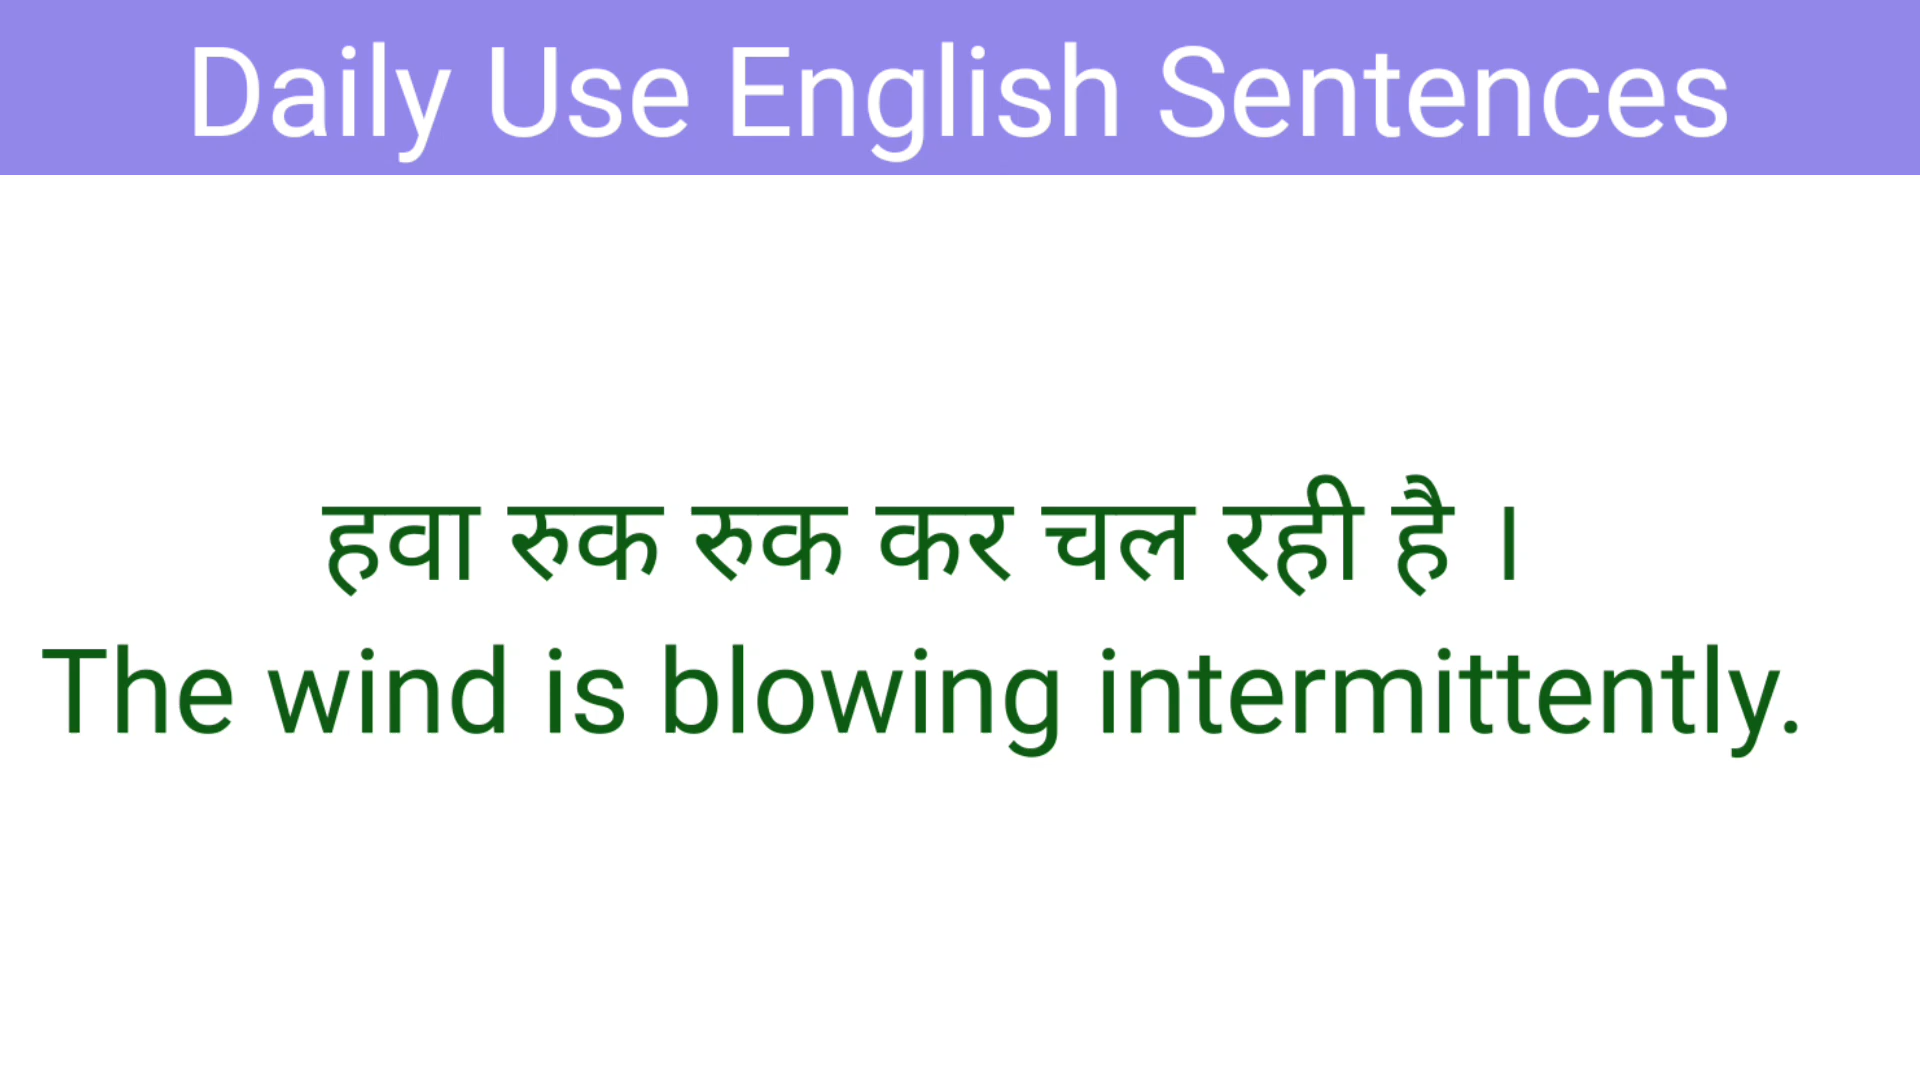 Daily Use English Sentences
हवा रुक रुक कर चल रही है ।
The wind is blowing intermittently.